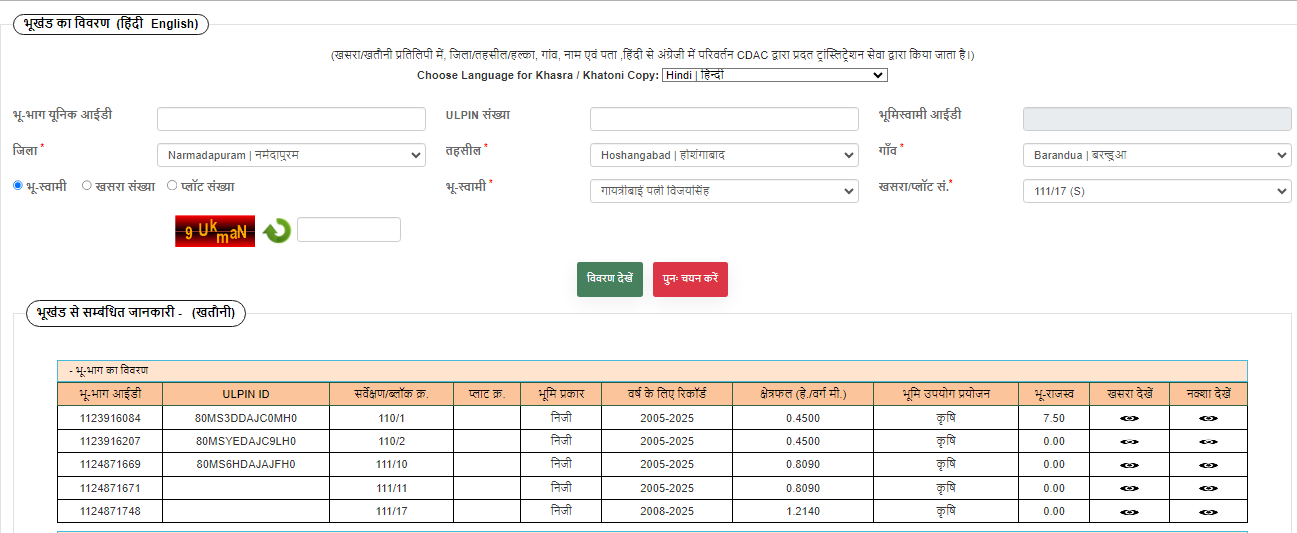 भूखंड का विवरण (हिंदी English)
(खसरा/खतौनी प्रतिलिपी में, जिला/तहसील/हल्का, गांव, नाम एवं पता ,हिंदी से अंग्रेजी में परिवर्तन CDAC द्वारा प्रदत ट्रांस्लिट्रेशन सेवा द्वारा किया जाता है।)
Choose Language for Khasra / Khatoni Copy: Hindi | हिन्दी
भू-भाग यूनिक आईडी ULPIN संख्या भूमिस्वामी आईडी
जिला * Narmadapuram | नर्मदापुरम तहसील * Hoshangabad | होशंगाबाद गाँव * Barandua | बरन्दुआ
भू-स्वामी खसरा संख्या प्लॉट संख्या भू-स्वामी * गायत्रीबाई पत्नी विजयसिंह खसरा/प्लॉट सं.* 111/17 (S)
9 U k m a N
विवरण देखें पुनः चयन करें
भूखंड से सम्बंधित जानकारी - (खतौनी)
- भू-भाग का विवरण
भू-भाग आईडी ULPIN ID सर्वेक्षण/ब्लॉक क्र. प्लाट क्र. भूमि प्रकार वर्ष के लिए रिकॉर्ड क्षेत्रफल (हे./वर्ग मी.) भूमि उपयोग प्रयोजन भू-राजस्व खसरा देखें नक्शा देखें
1123916084 80MS3DDAJC0MH0 110/1 निजी 2005-2025 0.4500 कृषि 7.50
1123916207 80MSYEDAJC9LH0 110/2 निजी 2005-2025 0.4500 कृषि 0.00
1124871669 80MS6HDAJAJFH0 111/10 निजी 2005-2025 0.8090 कृषि 0.00
1124871671 111/11 निजी 2005-2025 0.8090 कृषि 0.00
1124871748 111/17 निजी 2008-2025 1.2140 कृषि 0.00